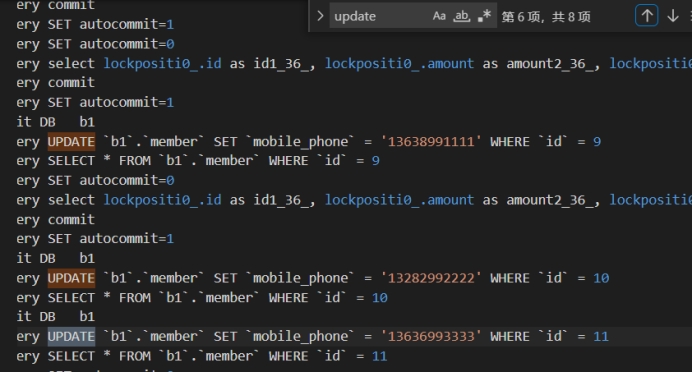 ery commit
ery SET autocommit=1
ery SET autocommit=0
ery select lockpositi0_.id as id1_36_, lockpositi0_.amount as amount2_36_, lockpositi0
ery commit
ery SET autocommit=1
it DB b1
ery UPDATE `b1`.`member` SET `mobile_phone` = '13638991111' WHERE `id` = 9
ery SELECT * FROM `b1`.`member` WHERE `id` = 9
ery SET autocommit=0
ery select lockpositi0_.id as id1_36_, lockpositi0_.amount as amount2_36_, lockpositi0
ery commit
ery SET autocommit=1
it DB b1
ery UPDATE `b1`.`member` SET `mobile_phone` = '13282992222' WHERE `id` = 10
ery SELECT * FROM `b1`.`member` WHERE `id` = 10
it DB b1
ery UPDATE `b1`.`member` SET `mobile_phone` = '13636993333' WHERE `id` = 11
ery SELECT * FROM `b1`.`member` WHERE `id` = 11
update Aa ab 第 6 项，共 8 项